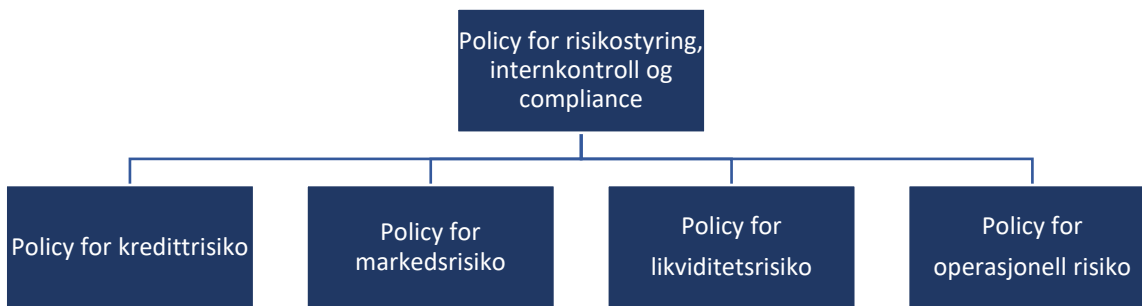 Policy for risikostyring,
internkontroll og
compliance
Policy for kredittrisiko
Policy for
markedsrisiko
Policy for
likviditetsrisiko
Policy for
operasjonell risiko